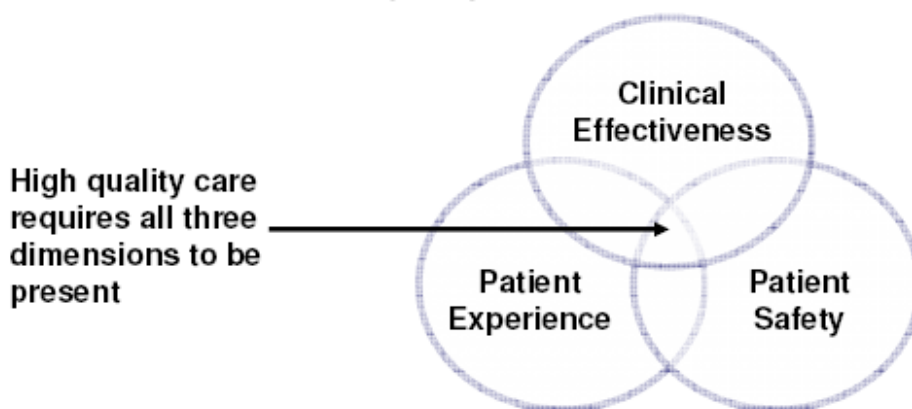 Clinical
Effectiveness
High quality care
requires all three
dimensions to be
present
Patient
Experience
Patient
Safety